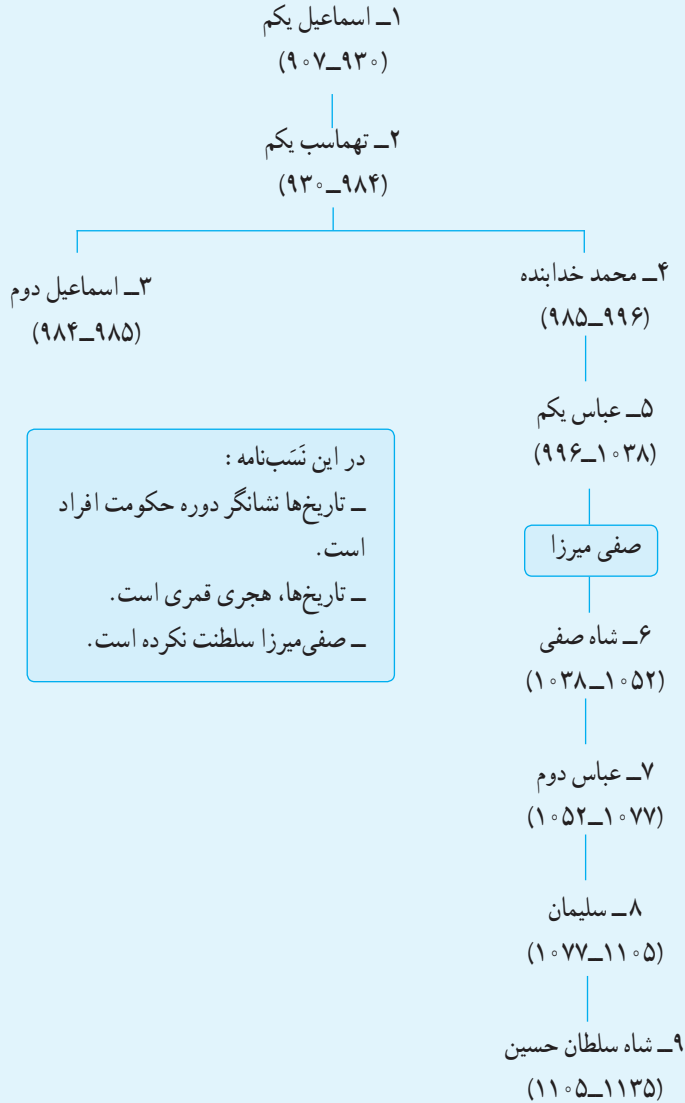 ۱ــ اسماعیل یکم
(۹۰۷ــ۹۳۰)
۲ــ تهماسب یکم
(۹۳۰ــ۹۸۴)
۳ــ اسماعیل دوم
(۹۸۴ــ۹۸۵)
۴ــ محمد خدابنده
(۹۸۵ــ۹۹۶)
۵ــ عباس یکم
(۹۹۶ــ۱۰۳۸)
صفی میرزا
۶ــ شاه صفی
(۱۰۳۸ــ۱۰۵۲)
۷ــ عباس دوم
(۱۰۵۲ــ۱۰۷۷)
۸ــ سلیمان
(۱۰۷۷ــ۱۱۰۵)
۹ــ شاه سلطان حسین
(۱۱۰۵ــ۱۱۳۵)
در این نَسَب‌نامه :
ــ تاریخ‌ها نشانگر دوره حکومت افراد
است.
ــ تاریخ‌ها، هجری قمری است.
ــ صفی‌میرزا سلطنت نکرده است.